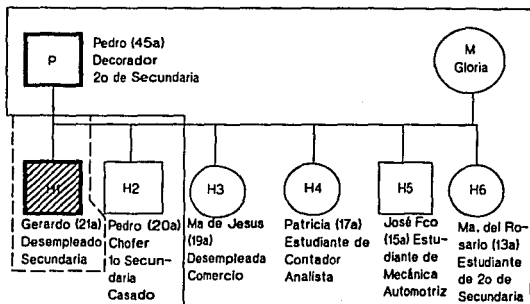 P
Pedro (45a)
Decorador
2o de Secundaria
M
Gloria
H1
Gerardo (21a)
Desempleado
Secundaria
H2
Pedro (20a)
Chofer
1o Secun-
daria
Casado
H3
Ma de Jesus
(19a)
Desempleada
Comercio
H4
Patricia (17a)
Estudiante de
Contador
Analista
H5
José Fco
(15a) Estu-
diante de
Mecánica
Automotriz
H6
Ma. del Ro-
sario (13a)
Estudiante
de 2o de
Secundaria